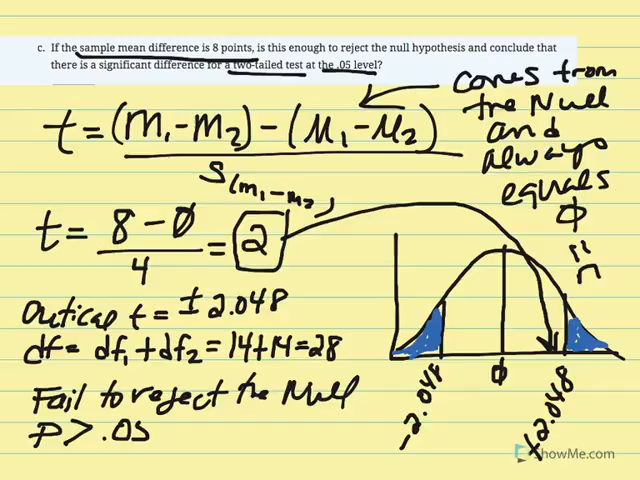 c. If the sample mean difference is 8 points, is this enough to reject the null hypothesis and conclude that
there is a significant difference for a two-tailed test at the .05 level?
comes from
the Null
and
always
equals
φ
t = (M₁-M₂) - (μ₁-μ₂)
S(M₁-M₂)
t = 8 - 0
4
= 2
Critical t = ±2.048
df = df₁ + df₂ = 14+14 = 28
Fail to reject the Null
P > .05
-2.048
φ
+2.048
ShowMe.com